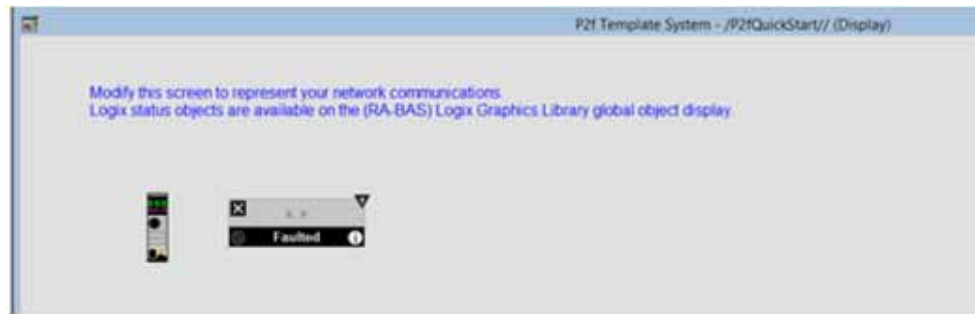 P2f Template System - /P2fQuickStart// (Display)
Modify this screen to represent your network communications.
Logix status objects are available on the (RA-BAS) Logix Graphics Library global object display.
Faulted